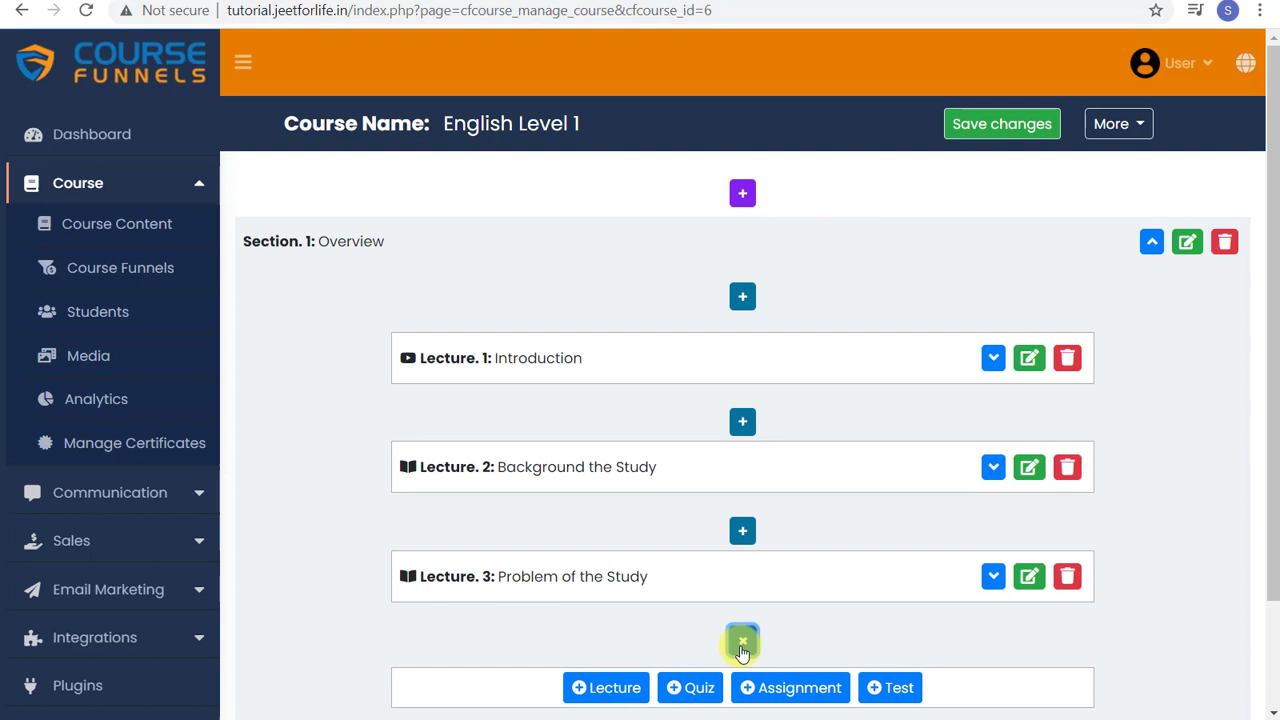 Not secure | tutorial.jeetforlife.in/index.php?page=cfcourse_manage_course&cfcourse_id=6
S
COURSE
FUNNELS
User
Course Name: English Level 1
Save changes
More
Dashboard
Course
Course Content
Course Funnels
Students
Media
Analytics
Manage Certificates
Communication
Sales
Email Marketing
Integrations
Plugins
Section. 1: Overview
Lecture. 1: Introduction
Lecture. 2: Background the Study
Lecture. 3: Problem of the Study
Lecture
Quiz
Assignment
Test